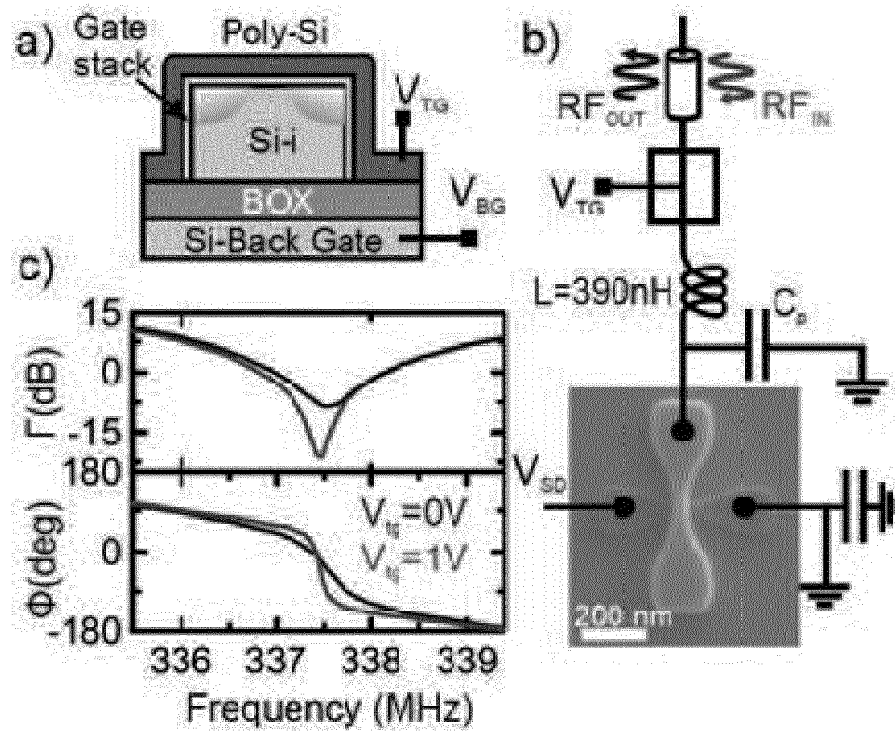 a)
Gate
stack
Poly-Si
V_TG
Si-i
BOX
V_BG
Si-Back Gate
b)
RF_OUT
RF_IN
V_TG
L=390nH
C_p
V_SD
200 nm
c)
Γ(dB)
15
0
-15
Φ(deg)
180
0
-180
V_tg=0V
V_tg=1V
336 337 338 339
Frequency (MHz)